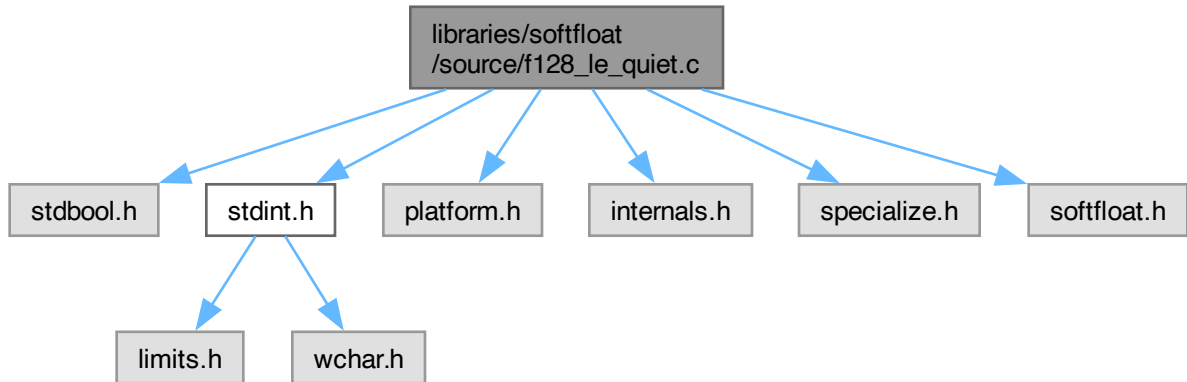 libraries/softfloat
/source/f128_le_quiet.c
stdbool.h
stdint.h
platform.h
internals.h
specialize.h
softfloat.h
limits.h
wchar.h